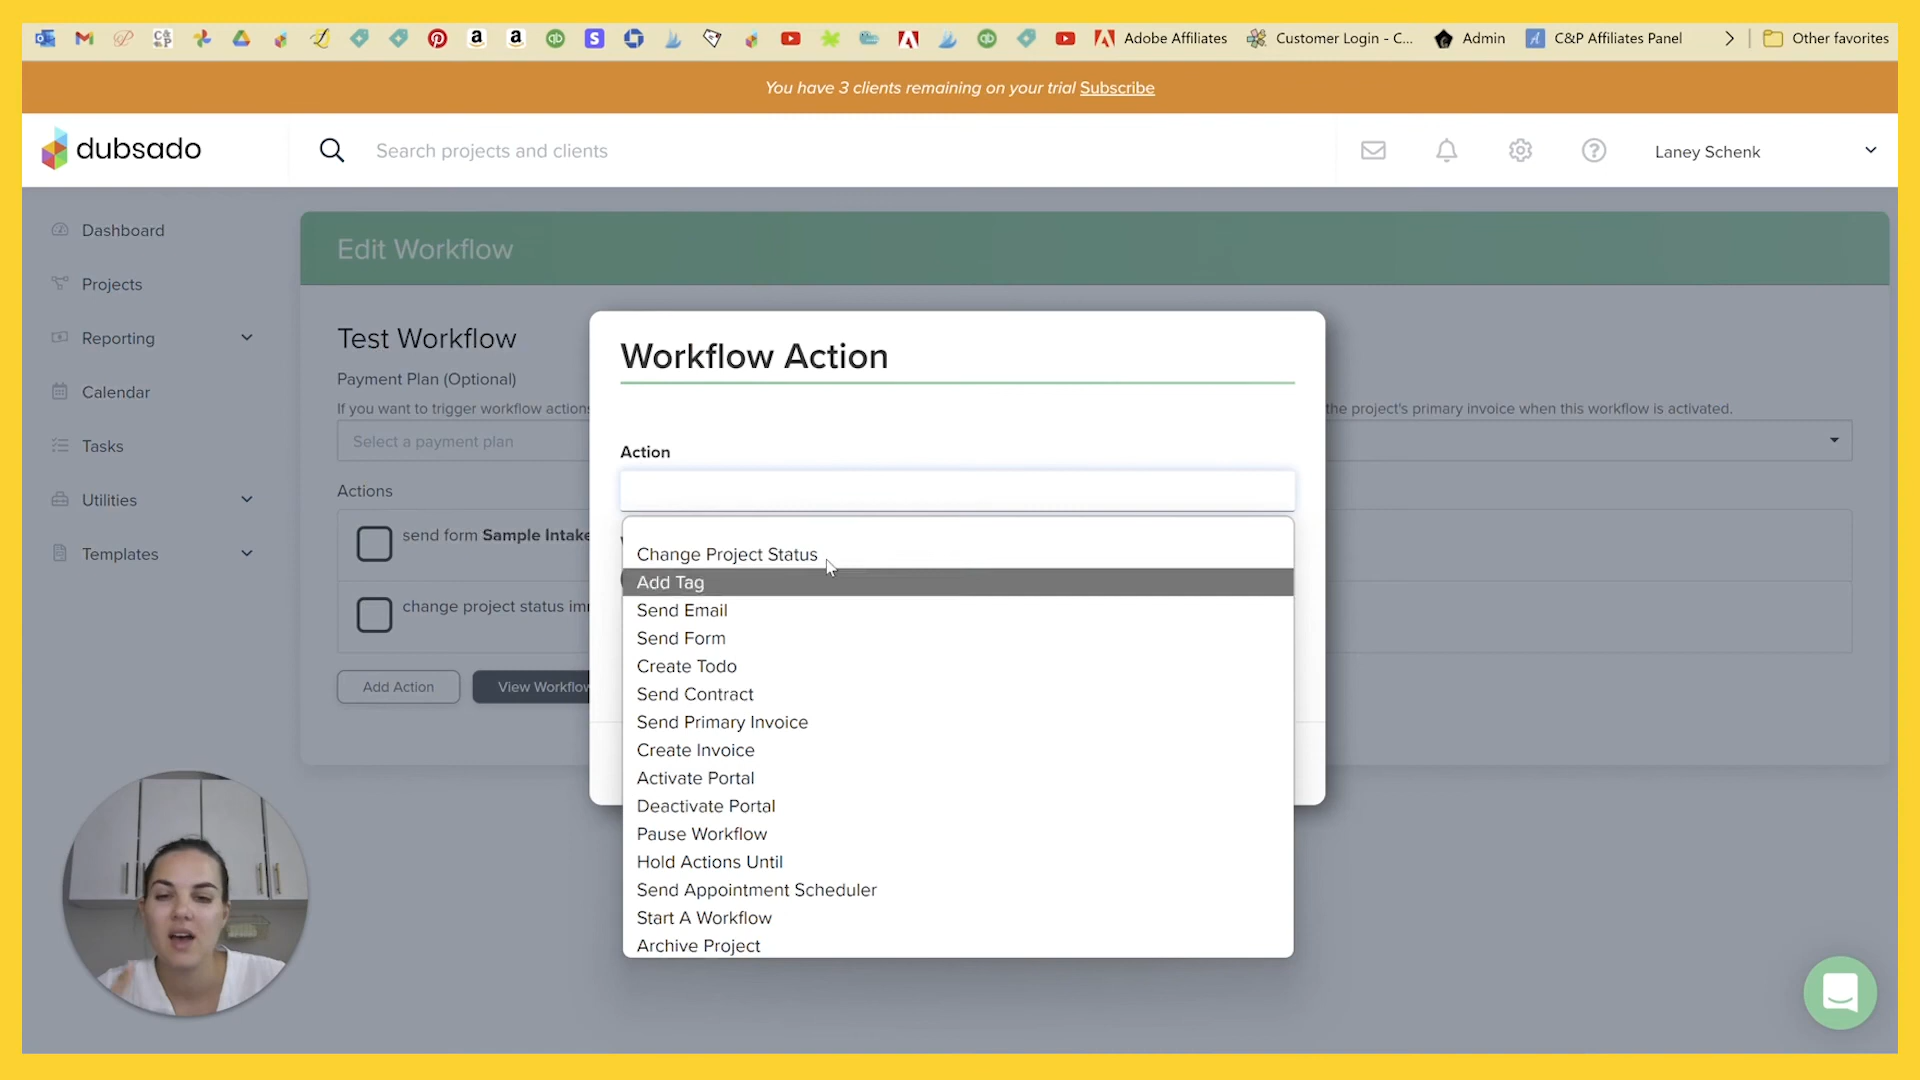 Adobe Affiliates
Customer Login - C...
Admin
C&P Affiliates Panel
Other favorites
You have 3 clients remaining on your trial Subscribe
dubsado
Search projects and clients
Laney Schenk
Dashboard
Projects
Reporting
Calendar
Tasks
Utilities
Templates
Edit Workflow
Test Workflow
Payment Plan (Optional)
If you want to trigger workflow actions
the project's primary invoice when this workflow is activated.
Select a payment plan
Actions
send form Sample Intake
change project status im
Add Action
View Workflow
Workflow Action
Action
Change Project Status
Add Tag
Send Email
Send Form
Create Todo
Send Contract
Send Primary Invoice
Create Invoice
Activate Portal
Deactivate Portal
Pause Workflow
Hold Actions Until
Send Appointment Scheduler
Start A Workflow
Archive Project